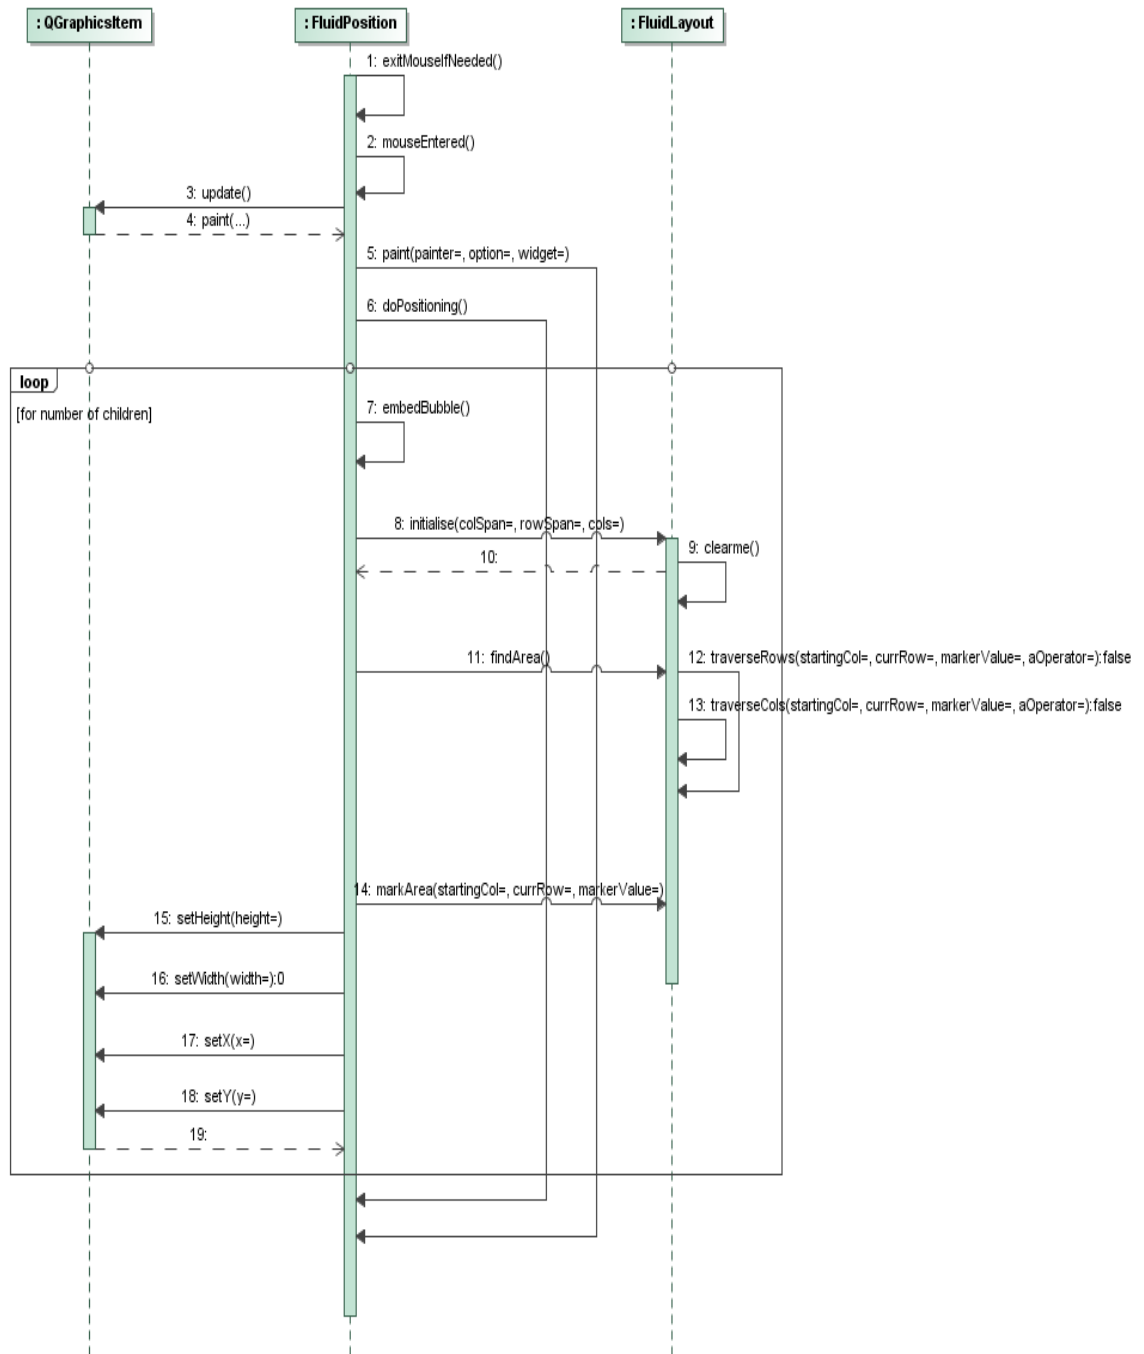 : QGraphicsItem
: FluidPosition
: FluidLayout
1: exitMouseIfNeeded()
2: mouseEntered()
3: update()
4: paint(...)
5: paint(painter=, option=, widget=)
6: doPositioning()
loop
[for number of children]
7: embedBubble()
8: initialise(colSpan=, rowSpan=, cols=)
9: clearme()
10:
11: findArea()
12: traverseRows(startingCol=, currRow=, markerValue=, aOperator=):false
13: traverseCols(startingCol=, currRow=, markerValue=, aOperator=):false
14: markArea(startingCol=, currRow=, markerValue=)
15: setHeight(height=)
16: setWidth(width=):0
17: setX(x=)
18: setY(y=)
19: